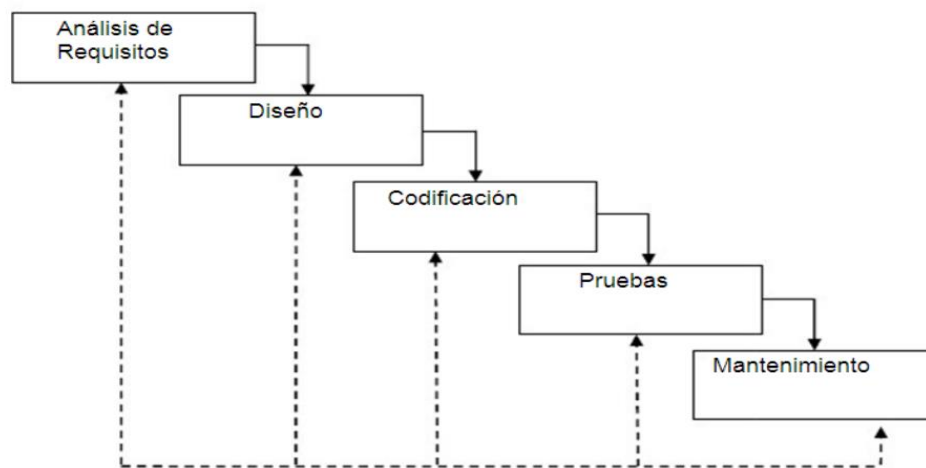 Análisis de
Requisitos
Diseño
Codificación
Pruebas
Mantenimiento